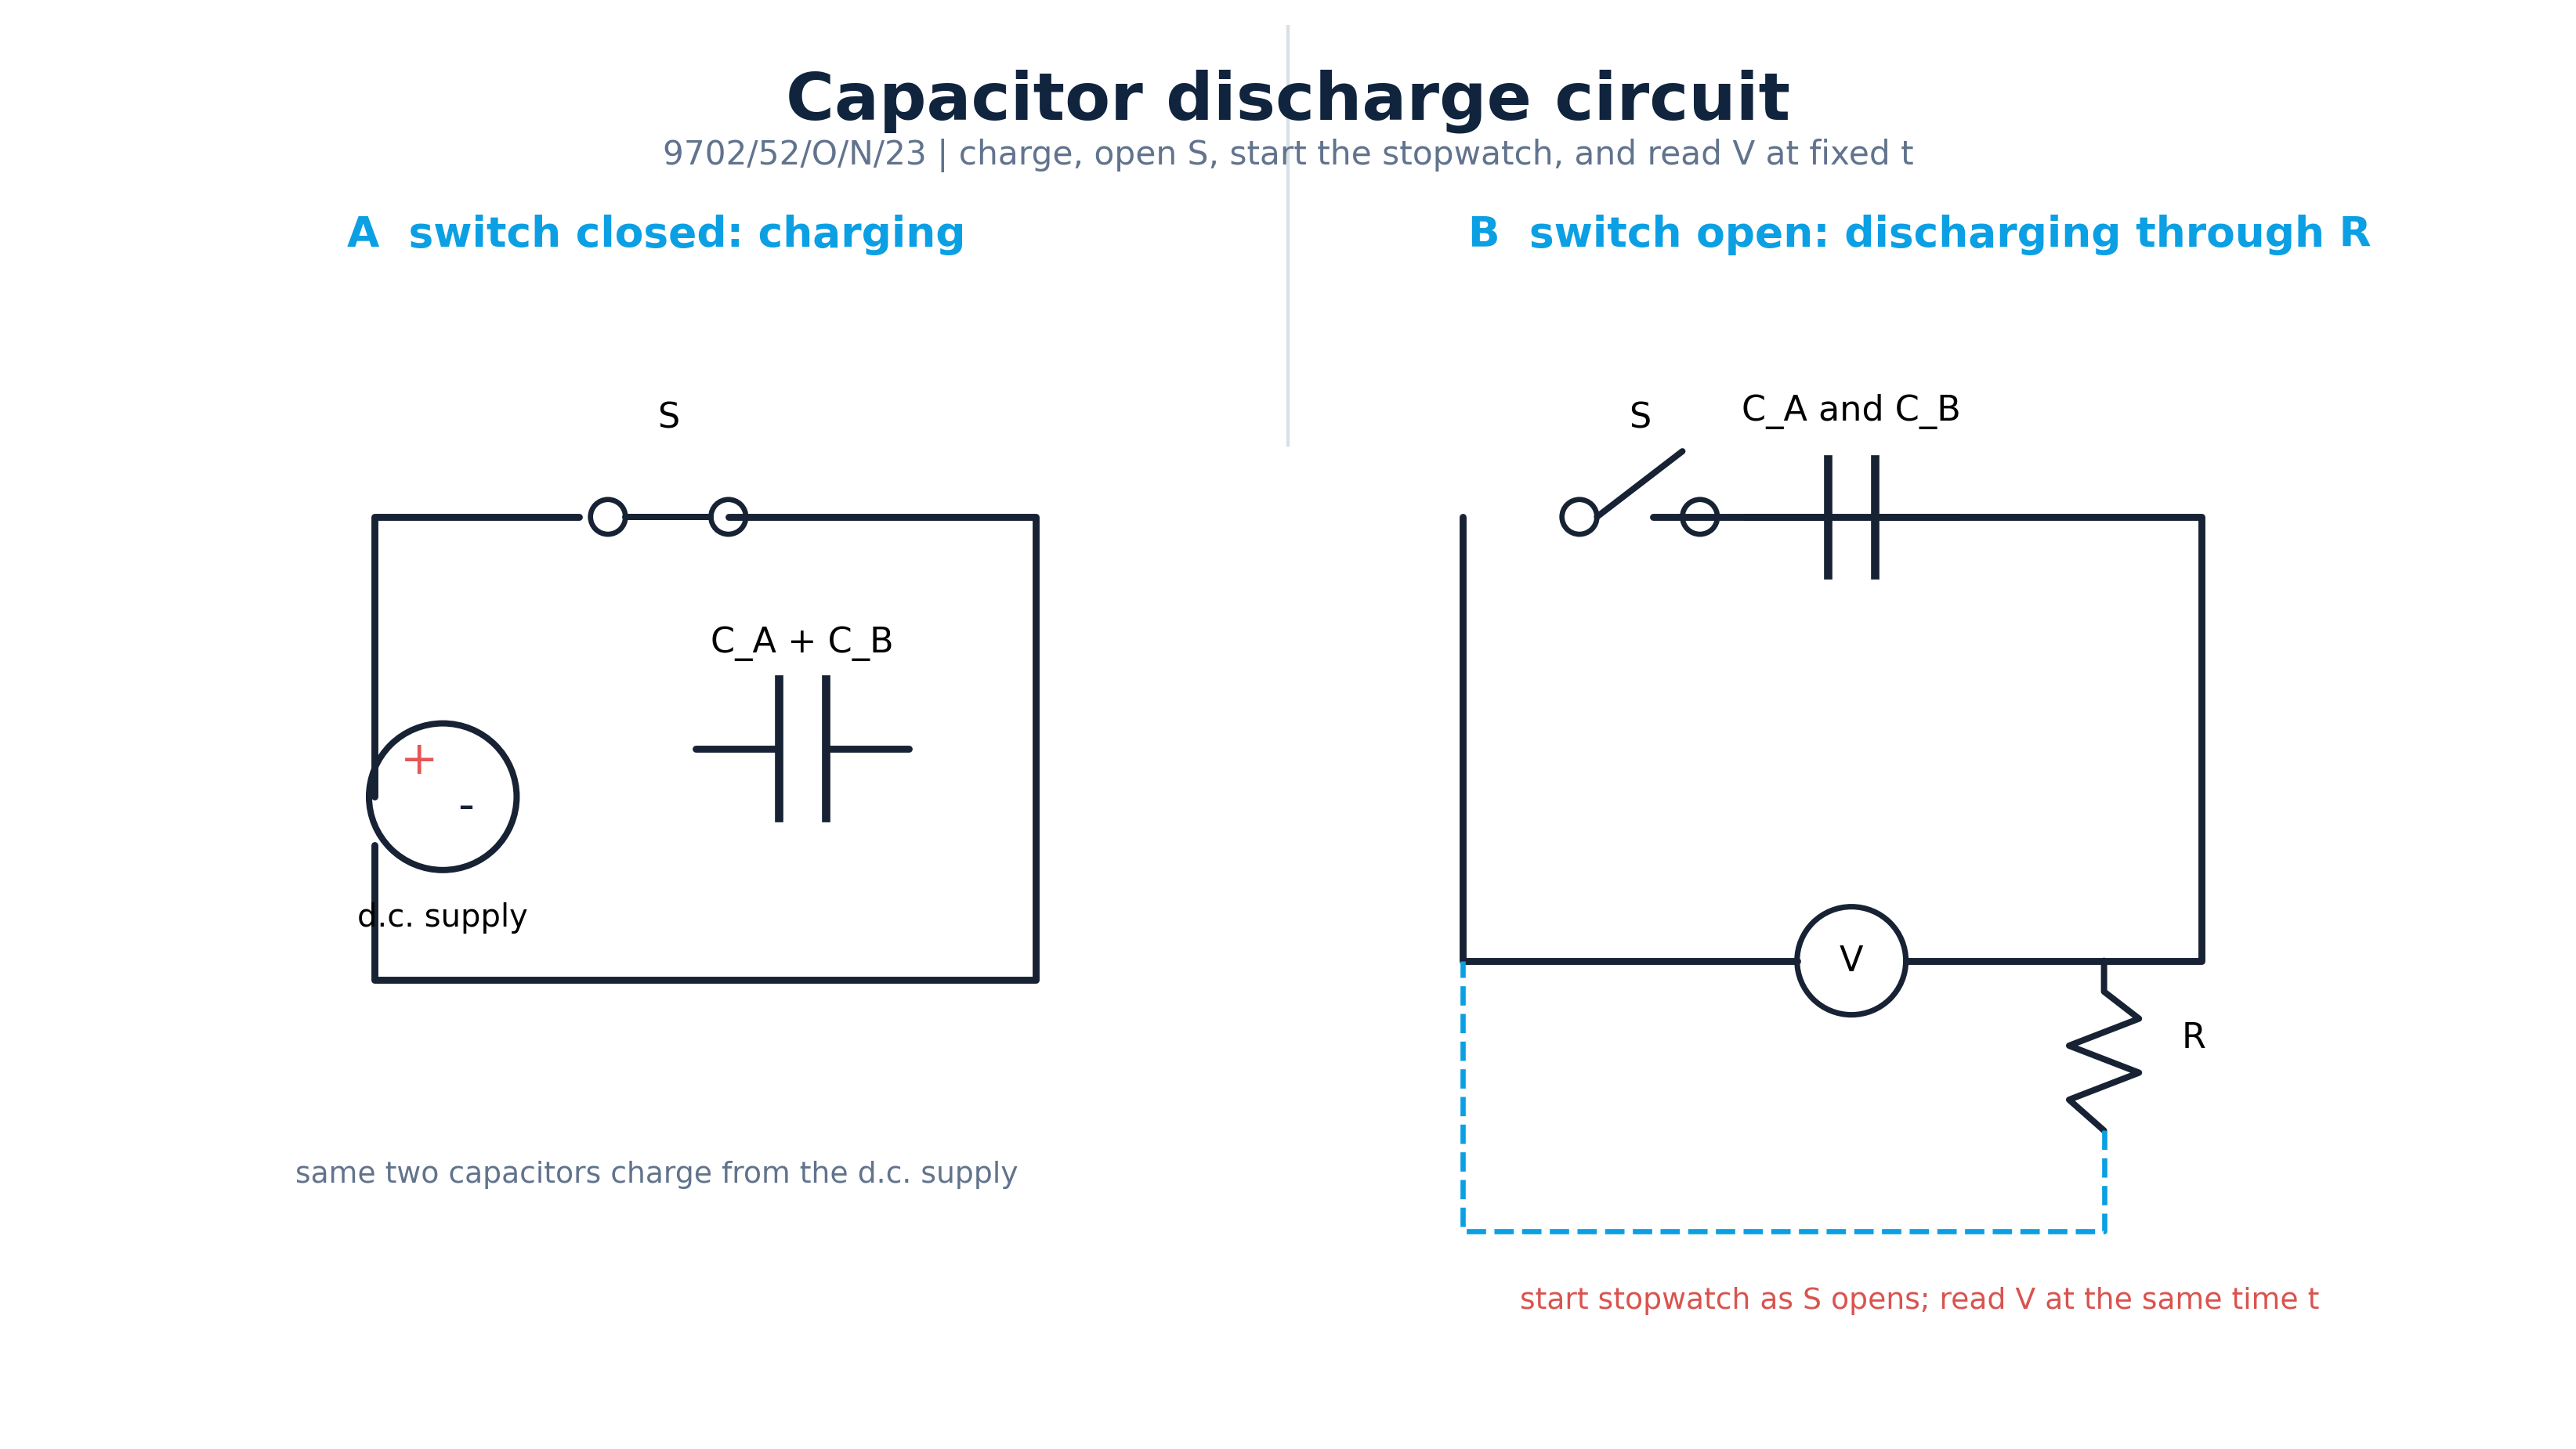 Capacitor discharge circuit
9702/52/O/N/23 | charge, open S, start the stopwatch, and read V at fixed t
A switch closed: charging
S
C_A + C_B
+
-
d.c. supply
same two capacitors charge from the d.c. supply
B switch open: discharging through R
S
C_A and C_B
V
R
start stopwatch as S opens; read V at the same time t